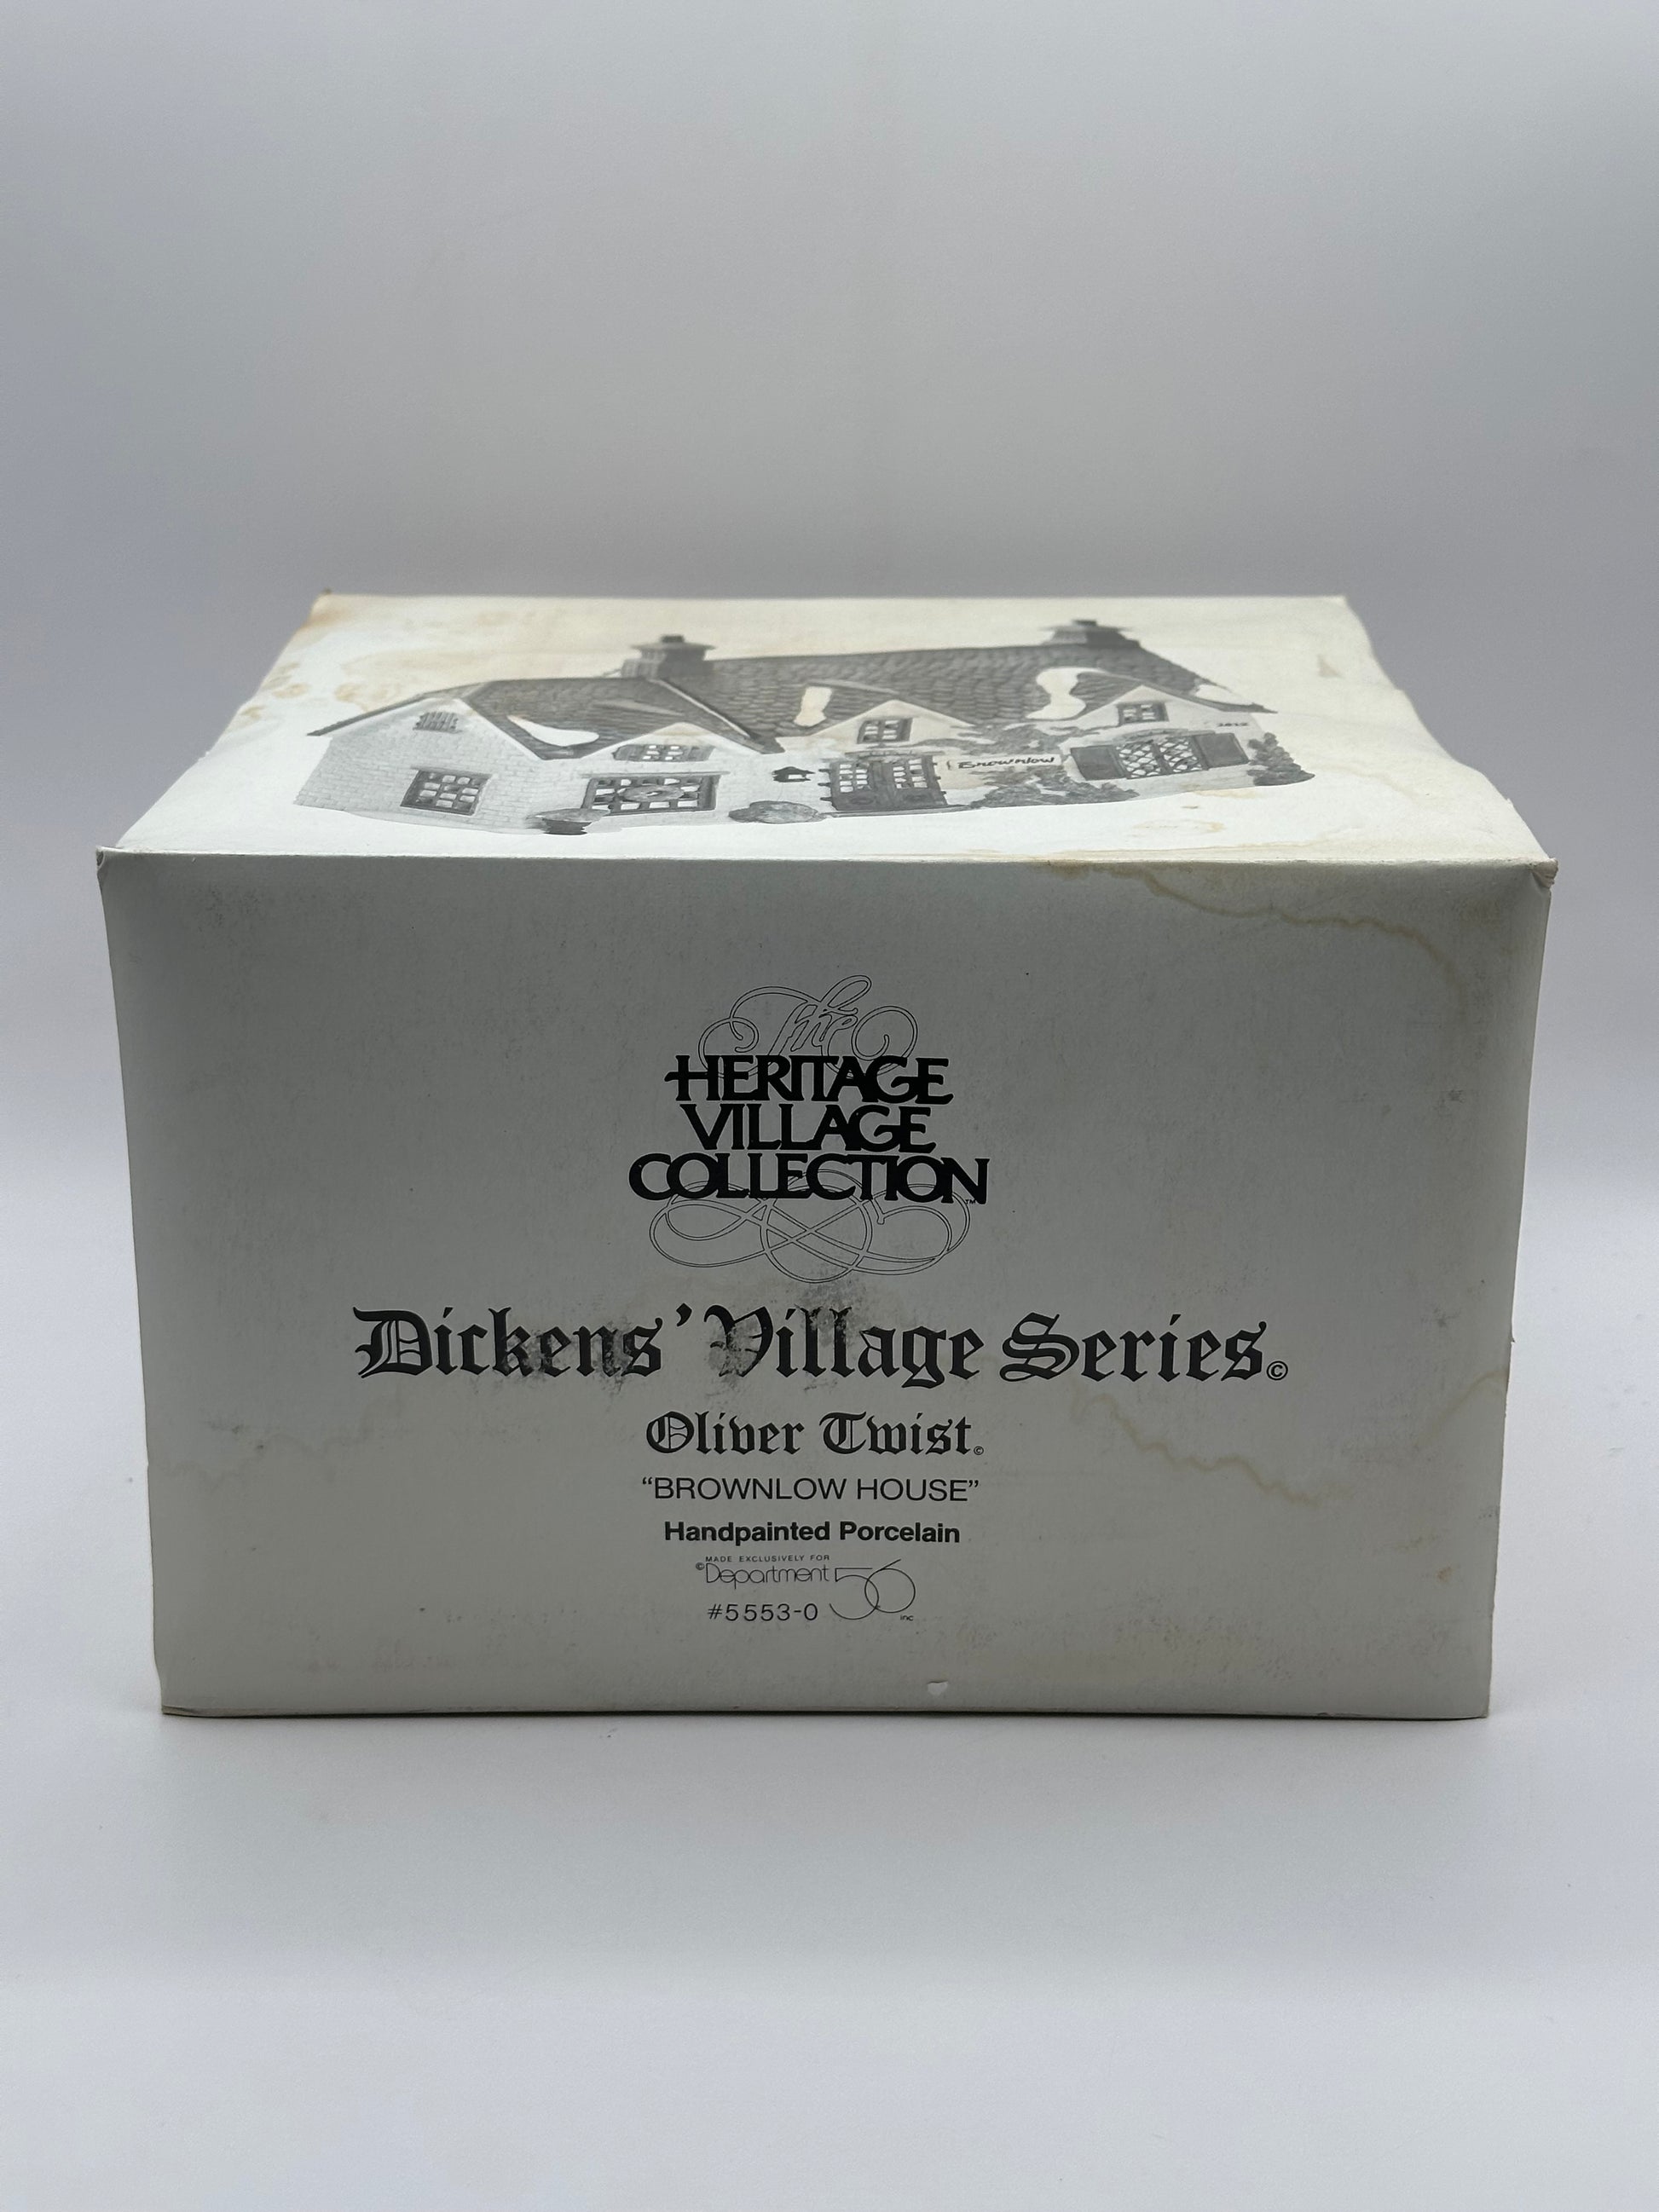 Brownlow
The
HERITAGE
VILLAGE
COLLECTION™
Dickens' Village Series©
Oliver Twist©
“BROWNLOW HOUSE”
Handpainted Porcelain
MADE EXCLUSIVELY FOR
©Department 56
#5553-0 inc